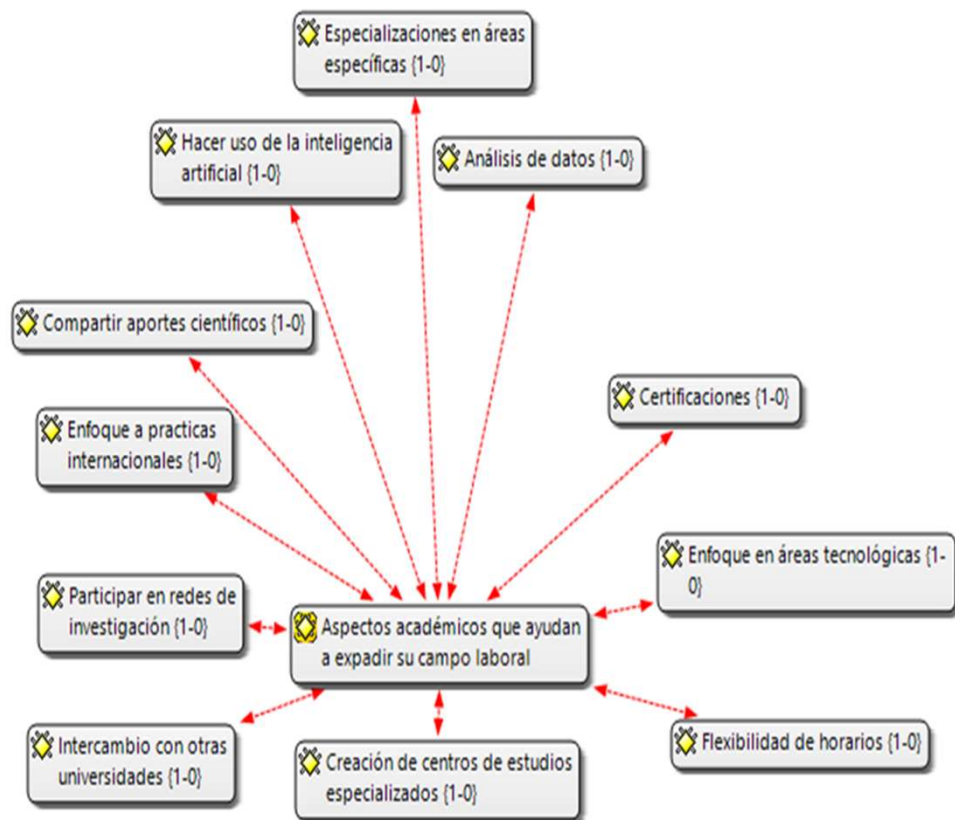 Especializaciones en áreas
específicas {1-0}
Hacer uso de la inteligencia
artificial {1-0}
Análisis de datos {1-0}
Compartir aportes científicos {1-0}
Certificaciones {1-0}
Enfoque a practicas
internacionales {1-0}
Enfoque en áreas tecnológicas {1-
0}
Participar en redes de
investigación {1-0}
Aspectos académicos que ayudan
a expadir su campo laboral
Intercambio con otras
universidades {1-0}
Creación de centros de estudios
especializados {1-0}
Flexibilidad de horarios {1-0}